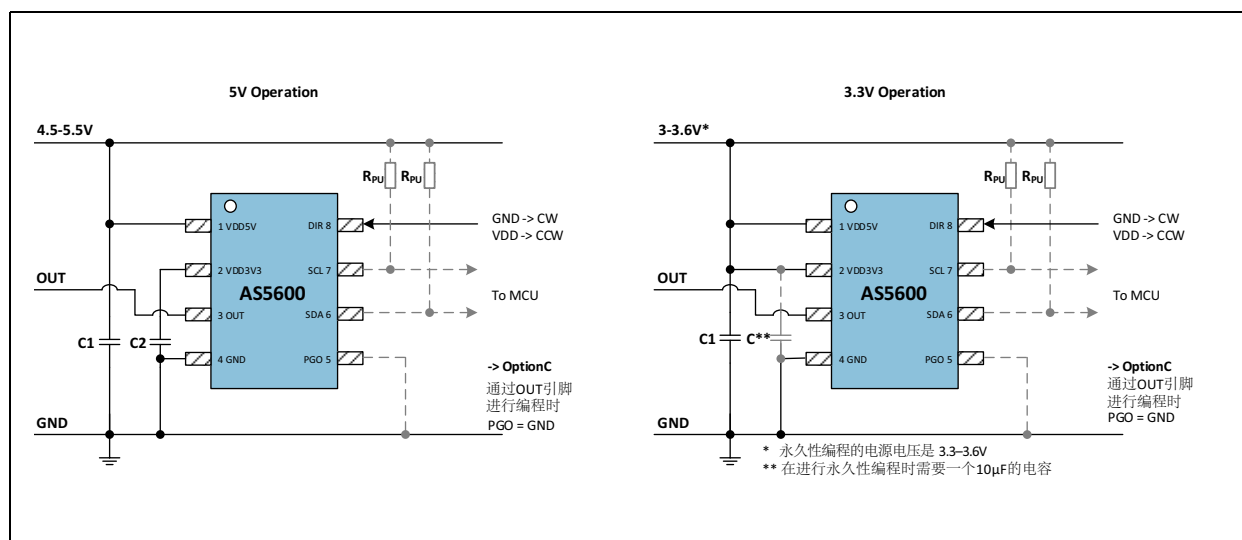 5V Operation
4.5-5.5V
RPU RPU
1 VDD5V
DIR 8
GND -> CW
VDD -> CCW
2 VDD3V3
SCL 7
OUT
AS5600
To MCU
3 OUT
SDA 6
C1
C2
4 GND
PGO 5
-> OptionC
通过OUT引脚
进行编程时
PGO = GND
GND
3.3V Operation
3-3.6V*
RPU RPU
1 VDD5V
DIR 8
GND -> CW
VDD -> CCW
2 VDD3V3
SCL 7
OUT
AS5600
To MCU
3 OUT
SDA 6
C1
C**
4 GND
PGO 5
-> OptionC
通过OUT引脚
进行编程时
PGO = GND
GND
* 永久性编程的电源电压是 3.3–3.6V
** 在进行永久性编程时需要一个10µF的电容